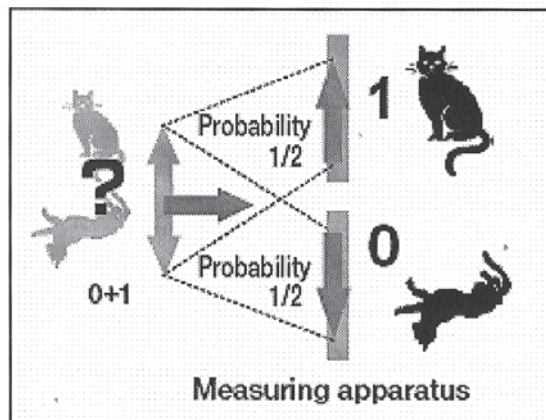 ?
0+1
Probability
1/2
Probability
1/2
1
0
Measuring apparatus